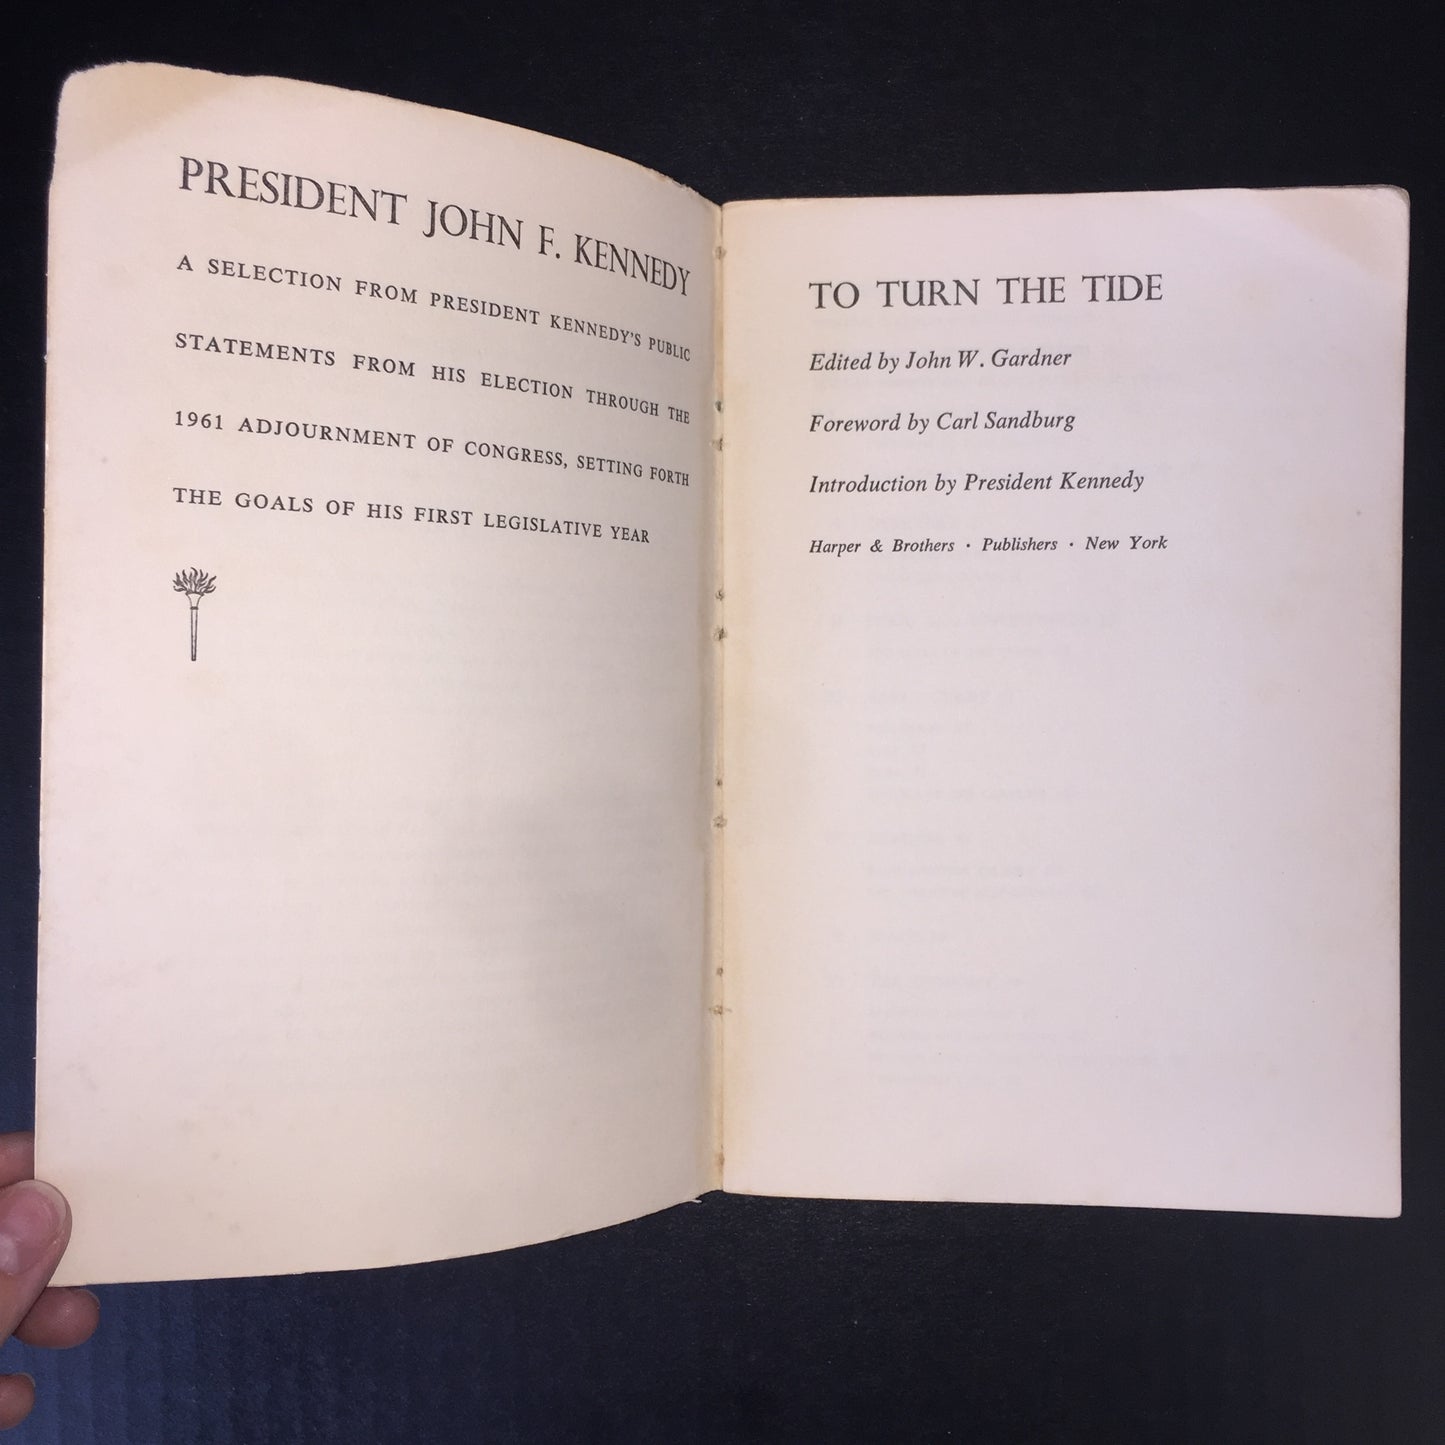 PRESIDENT JOHN F. KENNEDY
A SELECTION FROM PRESIDENT KENNEDY'S PUBLIC
STATEMENTS FROM HIS ELECTION THROUGH THE
1961 ADJOURNMENT OF CONGRESS, SETTING FORTH
THE GOALS OF HIS FIRST LEGISLATIVE YEAR
TO TURN THE TIDE
Edited by John W. Gardner
Foreword by Carl Sandburg
Introduction by President Kennedy
Harper & Brothers · Publishers · New York